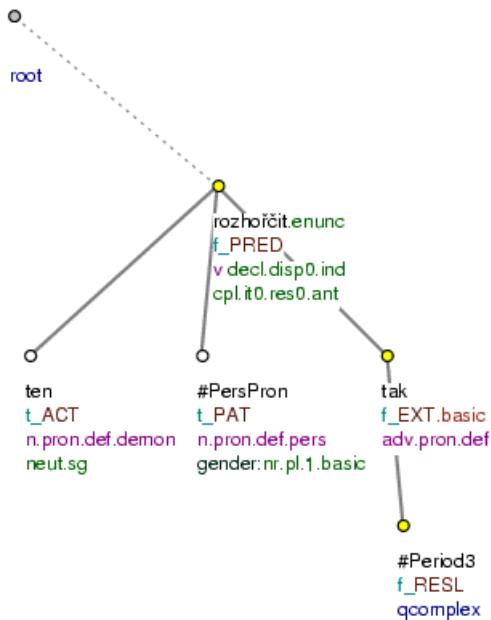 root
rozhořčit.enunc
f_PRED
v decl.disp0.ind
cpl.it0.res0.ant
ten
t_ACT
n.pron.def.demon
neut.sg
#PersPron
t_PAT
n.pron.def.pers
gender:nr.pl.1.basic
tak
f_EXT.basic
adv.pron.def
#Period3
f_RESL
qcomplex